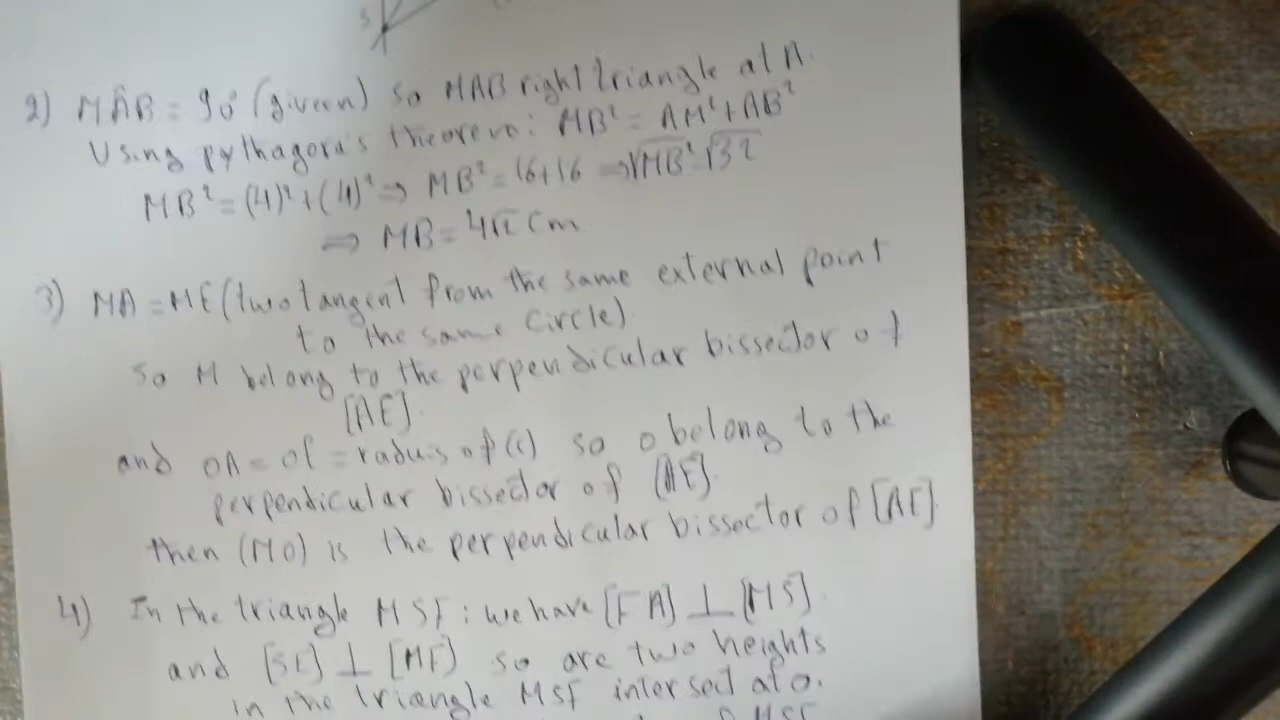 S
2) MÂB = 90° (giveen) so MAB right triangle at A.
Using pythagora's theorem: MB² = AM² + AB²
MB² = (4)² + (4)² ⇒ MB² = 16+16 ⇒ √MB² = √32
⇒ MB = 4√2 cm
3) MA = ME (two tangent from the same external point
to the same circle).
so M belong to the perpendicular bissector of
[AE].
and OA = OE = radius of (c) so o belong to the
perpendicular bissector of [AE].
then (MO) is the perpendicular bissector of [AE].
4) In the triangle MSF: we have [FA] ⊥ [MS].
and [SE] ⊥ [MF) so are two heights
in the triangle MSF intersect at o.
MSF